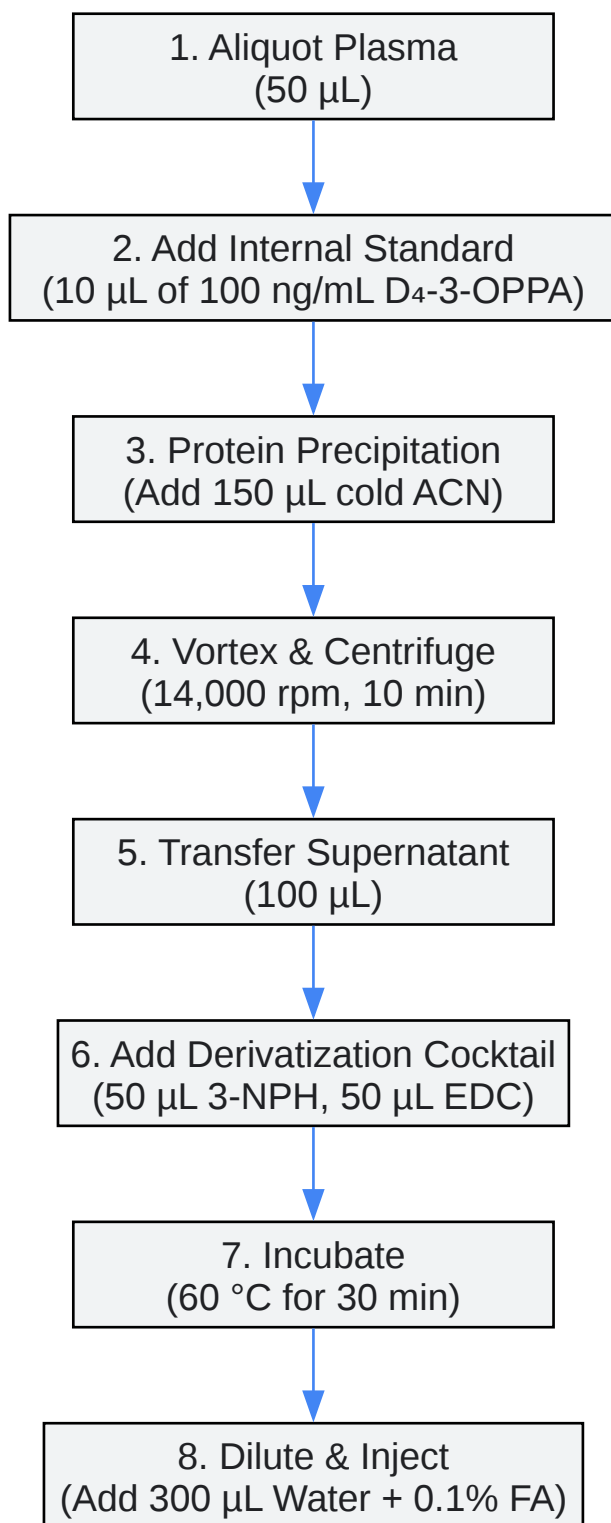 1. Aliquot Plasma
(50 µL)
2. Add Internal Standard
(10 µL of 100 ng/mL D₄-3-OPPA)
3. Protein Precipitation
(Add 150 µL cold ACN)
4. Vortex & Centrifuge
(14,000 rpm, 10 min)
5. Transfer Supernatant
(100 µL)
6. Add Derivatization Cocktail
(50 µL 3-NPH, 50 µL EDC)
7. Incubate
(60 °C for 30 min)
8. Dilute & Inject
(Add 300 µL Water + 0.1% FA)